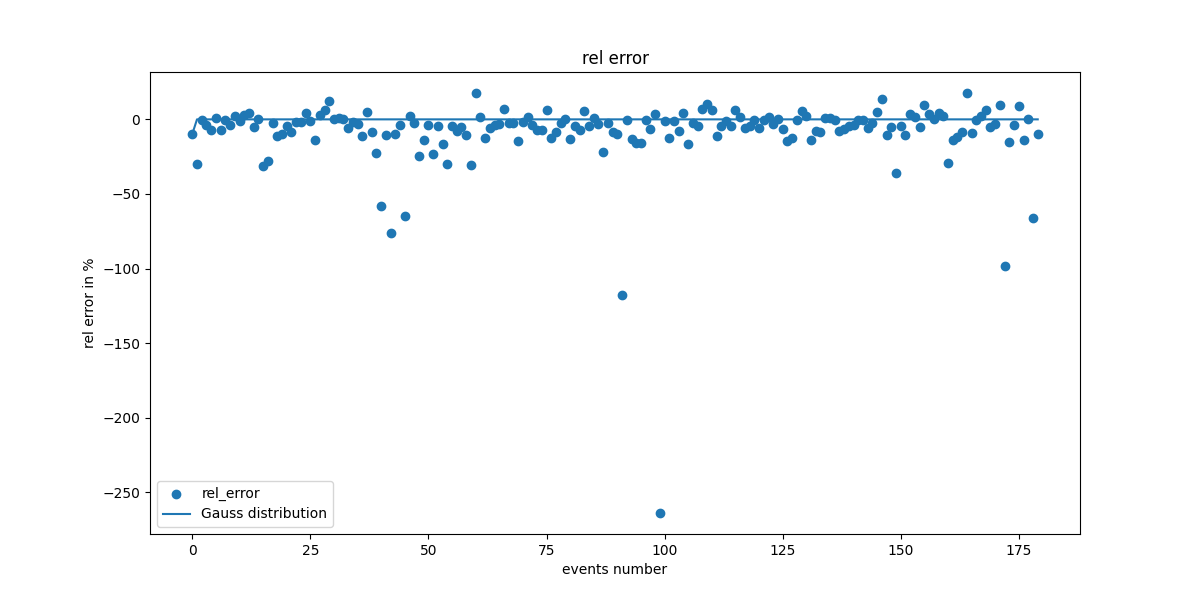 rel error
0
−50
−100
−150
−200
−250
rel error in %
rel_error
Gauss distribution
0 25 50 75 100 125 150 175
events number